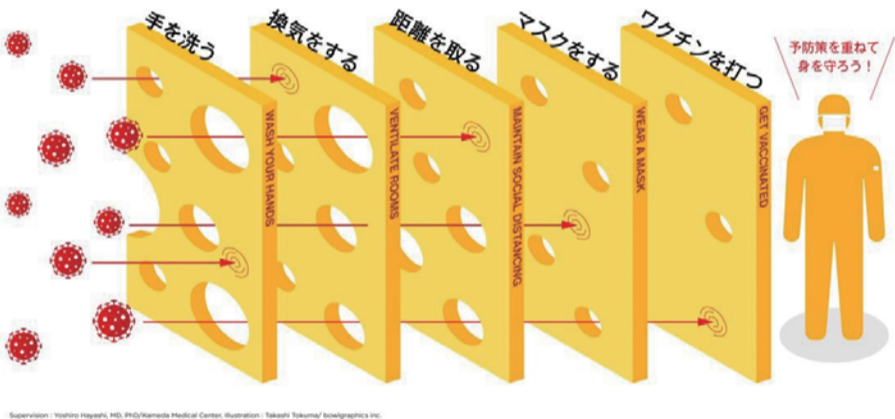 手を洗う
換気をする
距離を取る
マスクをする
ワクチンを打つ
予防策を重ねて
身を守ろう！
WASH YOUR HANDS
VENTILATE ROOMS
MAINTAIN SOCIAL DISTANCING
WEAR A MASK
GET VACCINATED
Supervision : Yoshiro Hayashi, MD, PhD/Kameda Medical Center, Illustration : Takashi Tokuma/ bowlgraphics inc.